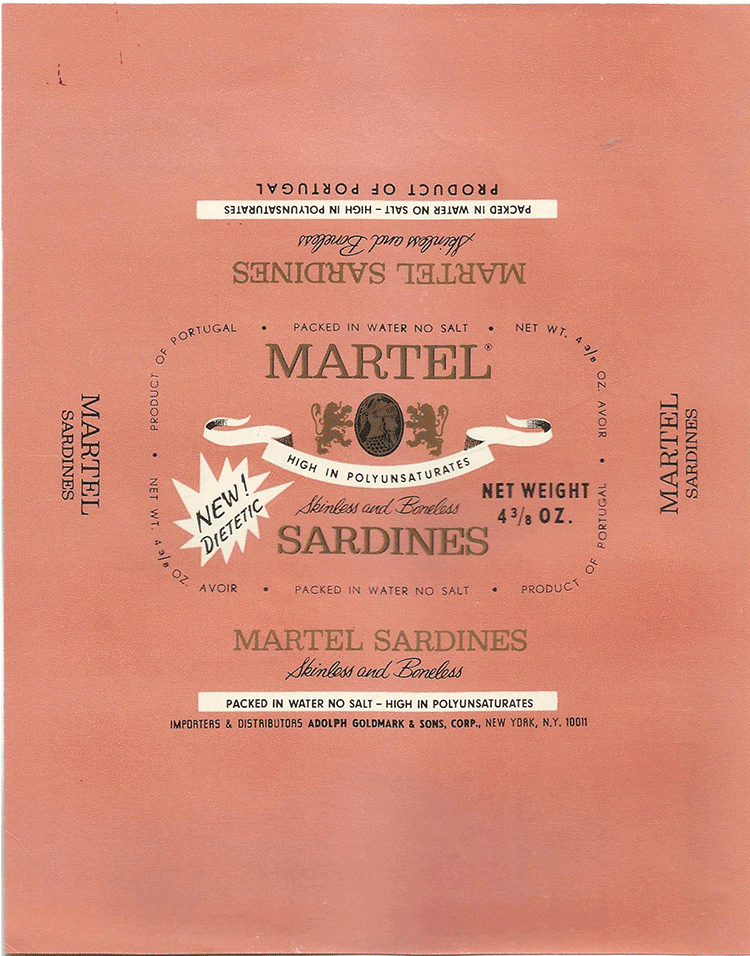 PRODUCT OF PORTUGAL
PACKED IN WATER NO SALT – HIGH IN POLYUNSATURATES
Skinless and Boneless
MARTEL SARDINES
PRODUCT OF PORTUGAL • PACKED IN WATER NO SALT • NET WT. 4 3/8 OZ. AVOIR •
MARTEL®
HIGH IN POLYUNSATURATES
NEW!
DIETETIC
Skinless and Boneless
SARDINES
NET WEIGHT
4 3/8 OZ.
NET WT. 4 3/8 OZ. AVOIR • PACKED IN WATER NO SALT • PRODUCT OF PORTUGAL •
MARTEL
SARDINES
MARTEL
SARDINES
MARTEL SARDINES
Skinless and Boneless
PACKED IN WATER NO SALT – HIGH IN POLYUNSATURATES
IMPORTERS & DISTRIBUTORS ADOLPH GOLDMARK & SONS, CORP., NEW YORK, N.Y. 10011